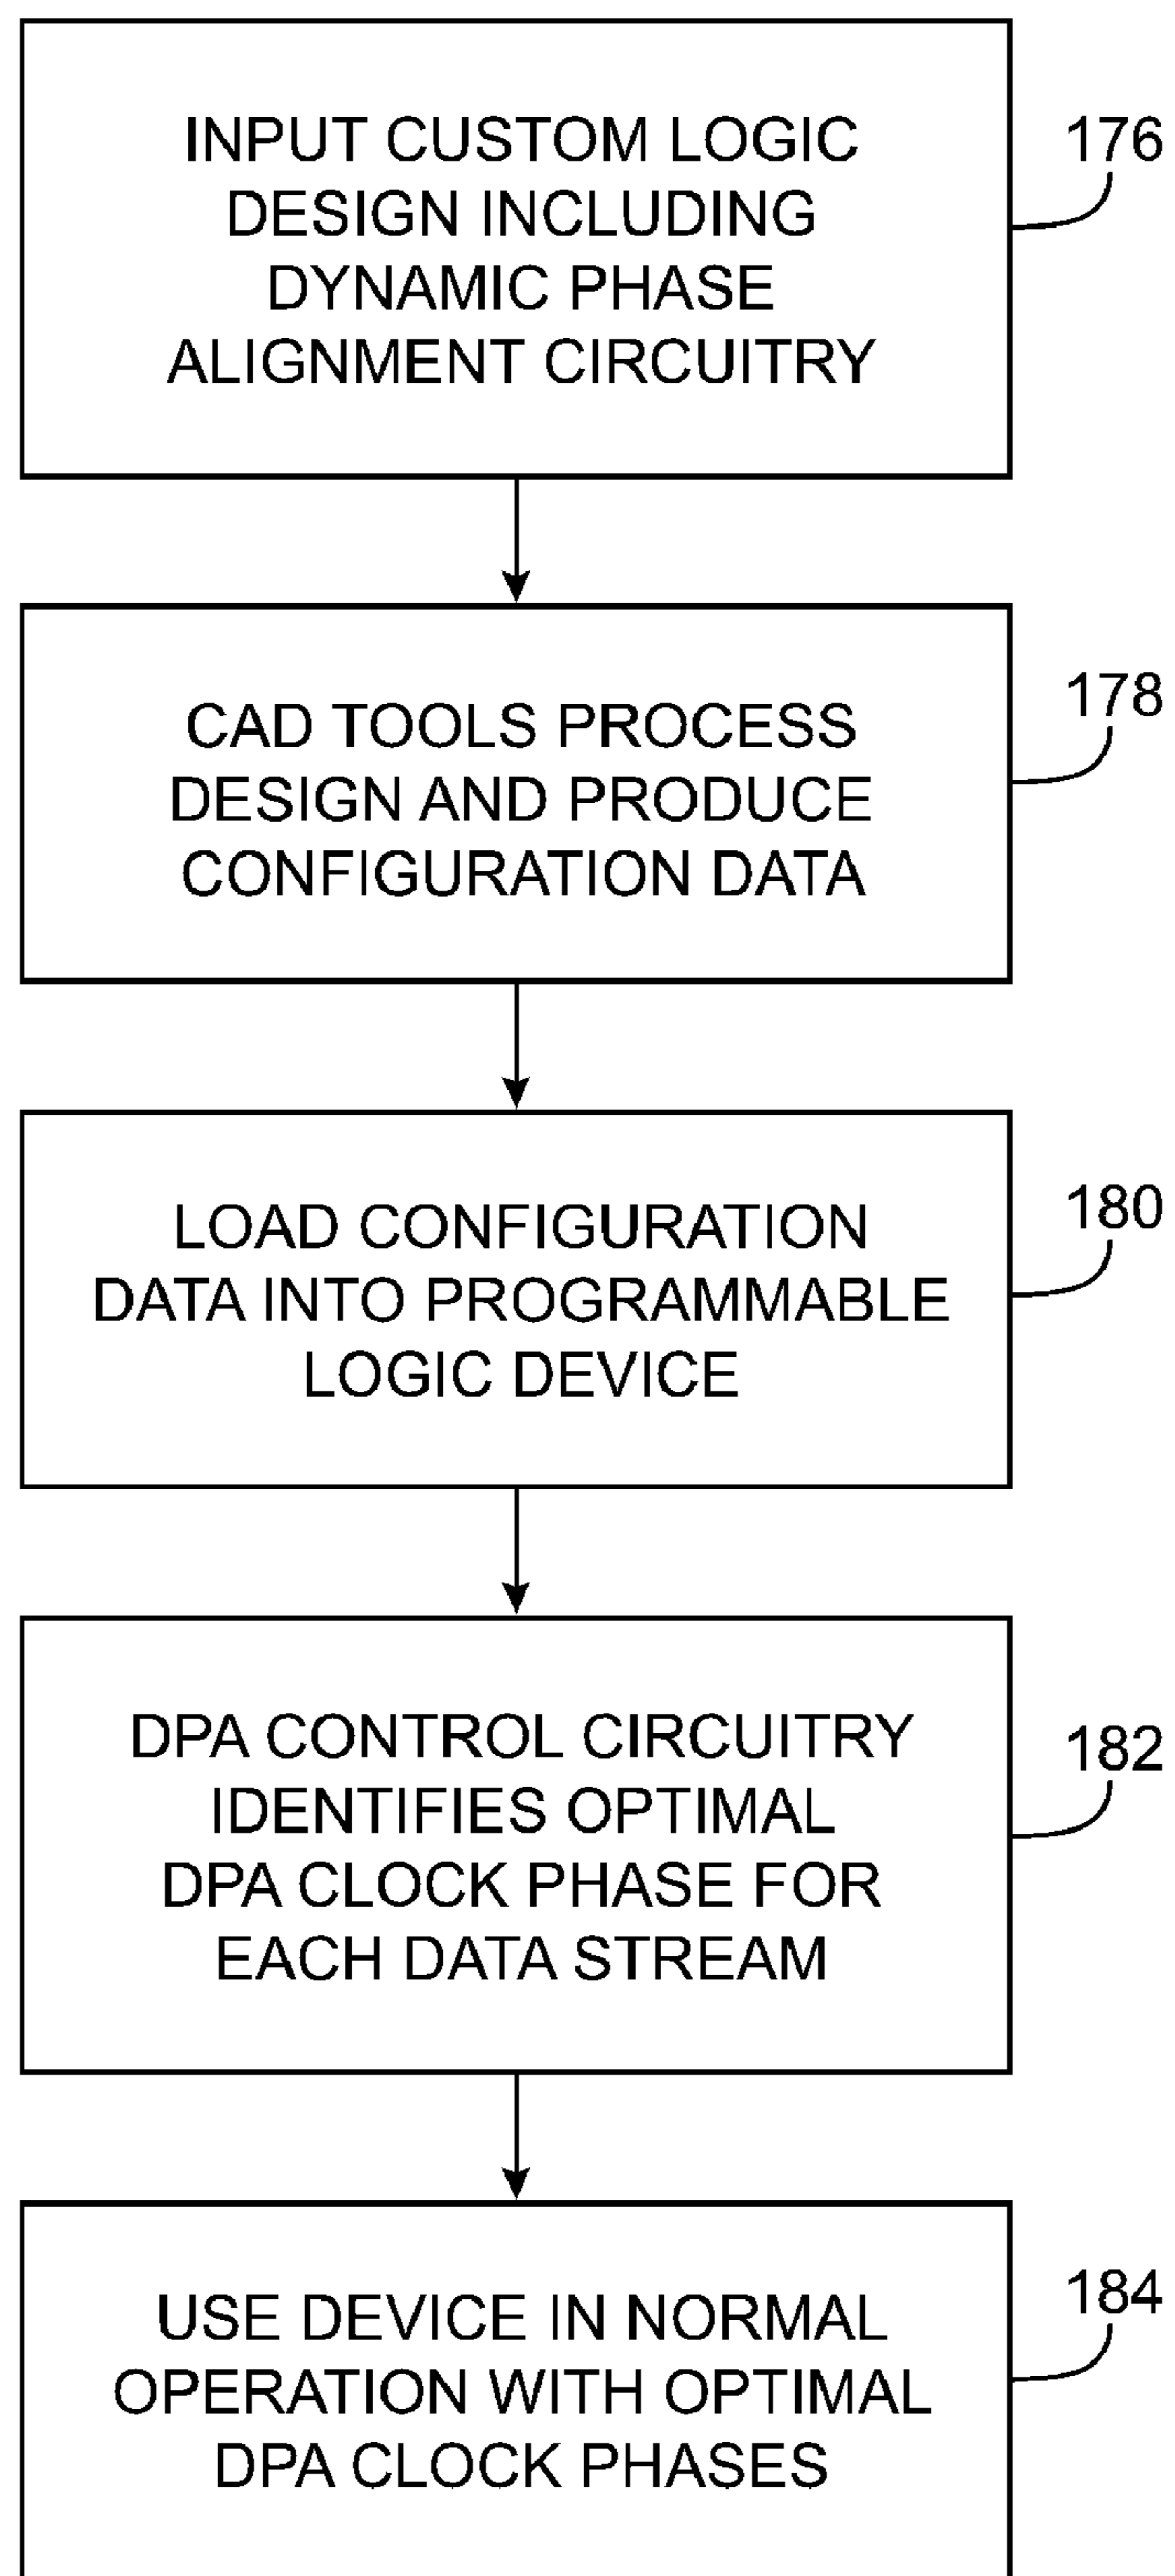 INPUT CUSTOM LOGIC
DESIGN INCLUDING
DYNAMIC PHASE
ALIGNMENT CIRCUITRY
176
CAD TOOLS PROCESS
DESIGN AND PRODUCE
CONFIGURATION DATA
178
LOAD CONFIGURATION
DATA INTO PROGRAMMABLE
LOGIC DEVICE
180
DPA CONTROL CIRCUITRY
IDENTIFIES OPTIMAL
DPA CLOCK PHASE FOR
EACH DATA STREAM
182
USE DEVICE IN NORMAL
OPERATION WITH OPTIMAL
DPA CLOCK PHASES
184